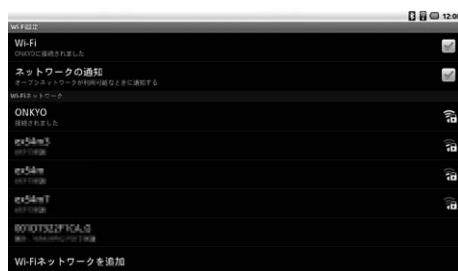 12:00
Wi-Fi設定
Wi-Fi
ONKYOに接続されました
ネットワークの通知
オープンネットワークが利用可能なときに通知する
Wi-Fiネットワーク
ONKYO
接続されました
ex54m3
ex54m
ex54mT
Wi-Fiネットワークを追加